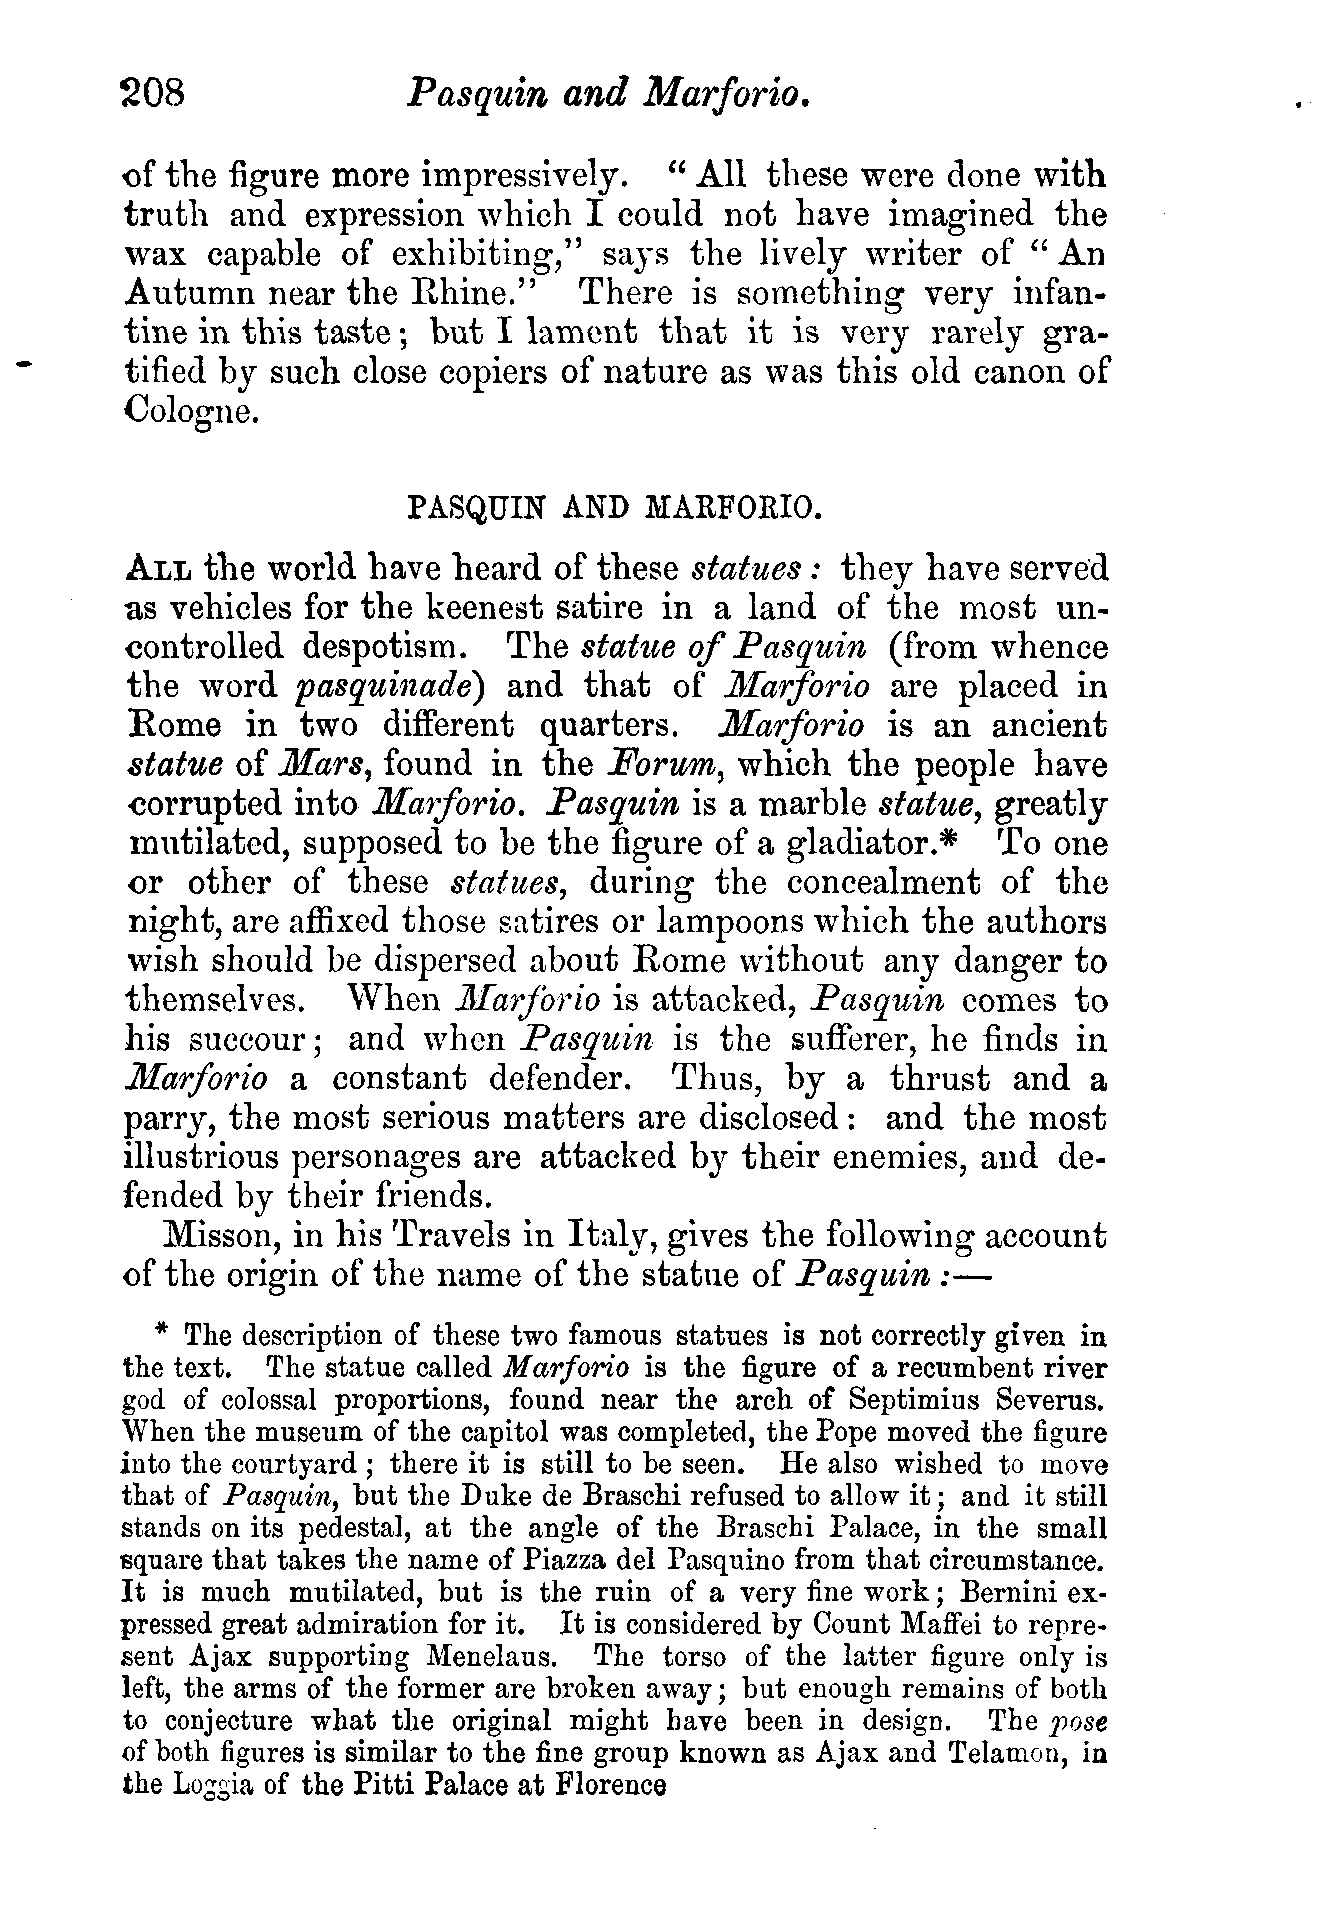 208 Pasquin and Marforio.
of the figure more impressively. “ All these were done with
truth and expression which I could not have imagined the
wax capable of exhibiting,” says the lively writer of “ An
Autumn near the Rhine.” There is something very infan-
tine in this taste; but I lament that it is very rarely gra-
tified by such close copiers of nature as was this old canon of
Cologne.
PASQUIN AND MARFORIO.
ALL the world have heard of these statues: they have served
as vehicles for the keenest satire in a land of the most un-
controlled despotism. The statue of Pasquin (from whence
the word pasquinade) and that of Marforio are placed in
Rome in two different quarters. Marforio is an ancient
statue of Mars, found in the Forum, which the people have
corrupted into Marforio. Pasquin is a marble statue, greatly
mutilated, supposed to be the figure of a gladiator.* To one
or other of these statues, during the concealment of the
night, are affixed those satires or lampoons which the authors
wish should be dispersed about Rome without any danger to
themselves. When Marforio is attacked, Pasquin comes to
his succour; and when Pasquin is the sufferer, he finds in
Marforio a constant defender. Thus, by a thrust and a
parry, the most serious matters are disclosed: and the most
illustrious personages are attacked by their enemies, and de-
fended by their friends.
Misson, in his Travels in Italy, gives the following account
of the origin of the name of the statue of Pasquin:—
* The description of these two famous statues is not correctly given in
the text. The statue called Marforio is the figure of a recumbent river
god of colossal proportions, found near the arch of Septimius Severus.
When the museum of the capitol was completed, the Pope moved the figure
into the courtyard; there it is still to be seen. He also wished to move
that of Pasquin, but the Duke de Braschi refused to allow it; and it still
stands on its pedestal, at the angle of the Braschi Palace, in the small
square that takes the name of Piazza del Pasquino from that circumstance.
It is much mutilated, but is the ruin of a very fine work; Bernini ex-
pressed great admiration for it. It is considered by Count Maffei to repre-
sent Ajax supporting Menelaus. The torso of the latter figure only is
left, the arms of the former are broken away; but enough remains of both
to conjecture what the original might have been in design. The pose
of both figures is similar to the fine group known as Ajax and Telamon, in
the Loggia of the Pitti Palace at Florence